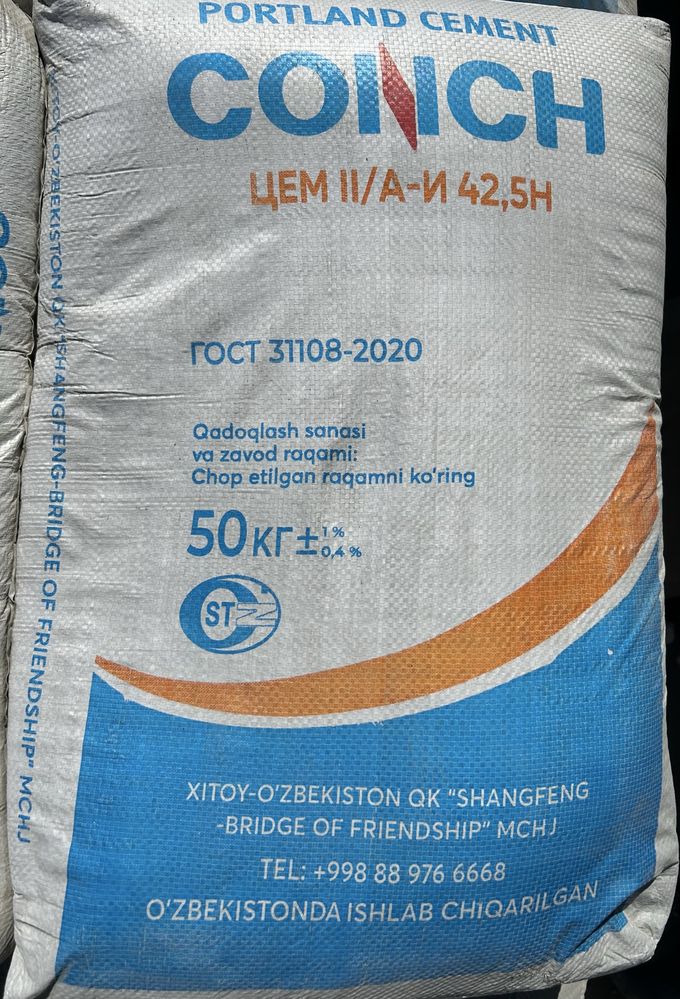 PORTLAND CEMENT
CONCH
ЦЕМ II/А-И 42,5Н
ГОСТ 31108-2020
Qadoqlash sanasi
va zavod raqami:
Chop etilgan raqamni ko'ring
50 КГ ± 1 % 0,4 %
STZ
XITOY-O'ZBEKISTON QK "SHANGFENG
-BRIDGE OF FRIENDSHIP" MCHJ
TEL: +998 88 976 6668
O'ZBEKISTONDA ISHLAB CHIQARILGAN
XITOY-O'ZBEKISTON QK "SHANGFENG-BRIDGE OF FRIENDSHIP" MCHJ